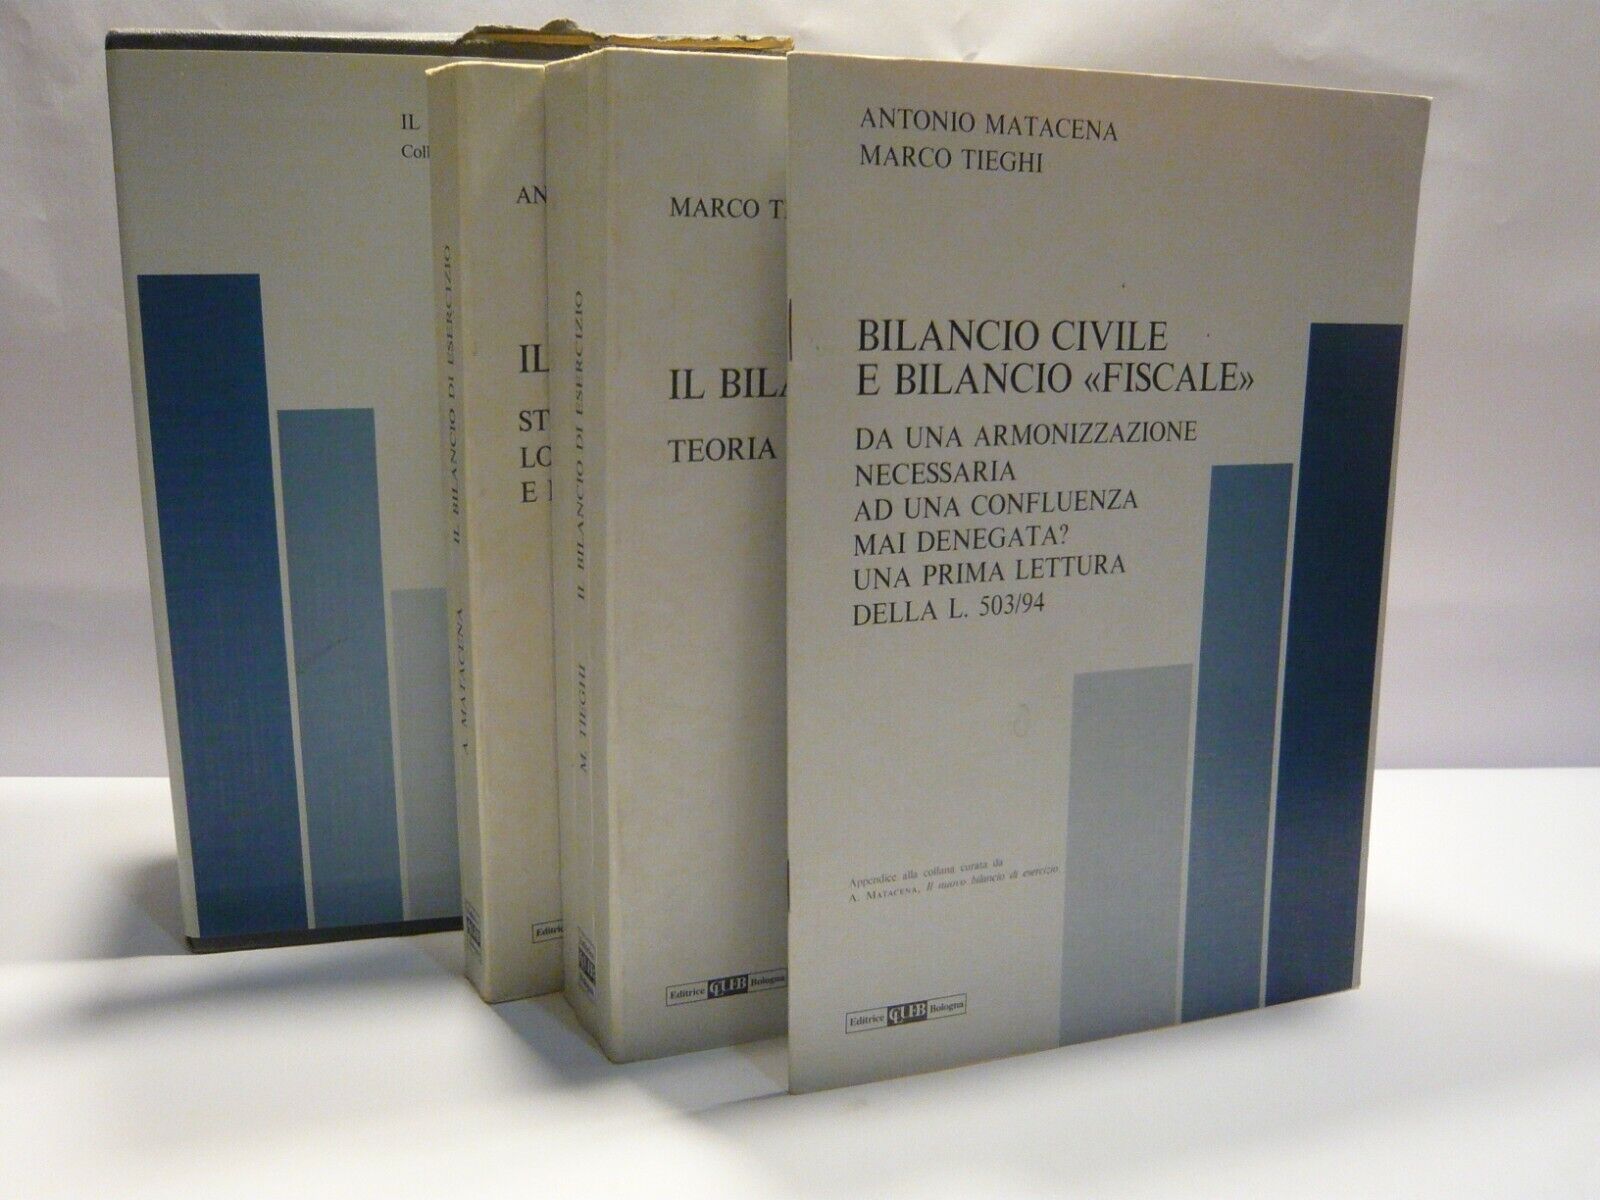 IL
Coll
A. MATACENA IL BILANCIO DI ESERCIZIO
AN
IL
ST
LO
E
Editrice
M. TIEGHI IL BILANCIO DI ESERCIZIO
MARCO T
IL BILA
TEORIA
Editrice CLUEB Bologna
ANTONIO MATACENA
MARCO TIEGHI
BILANCIO CIVILE
E BILANCIO «FISCALE»
DA UNA ARMONIZZAZIONE
NECESSARIA
AD UNA CONFLUENZA
MAI DENEGATA?
UNA PRIMA LETTURA
DELLA L. 503/94
Appendice alla collana curata da
A. MATACENA, Il nuovo bilancio di esercizio
Editrice CLUEB Bologna